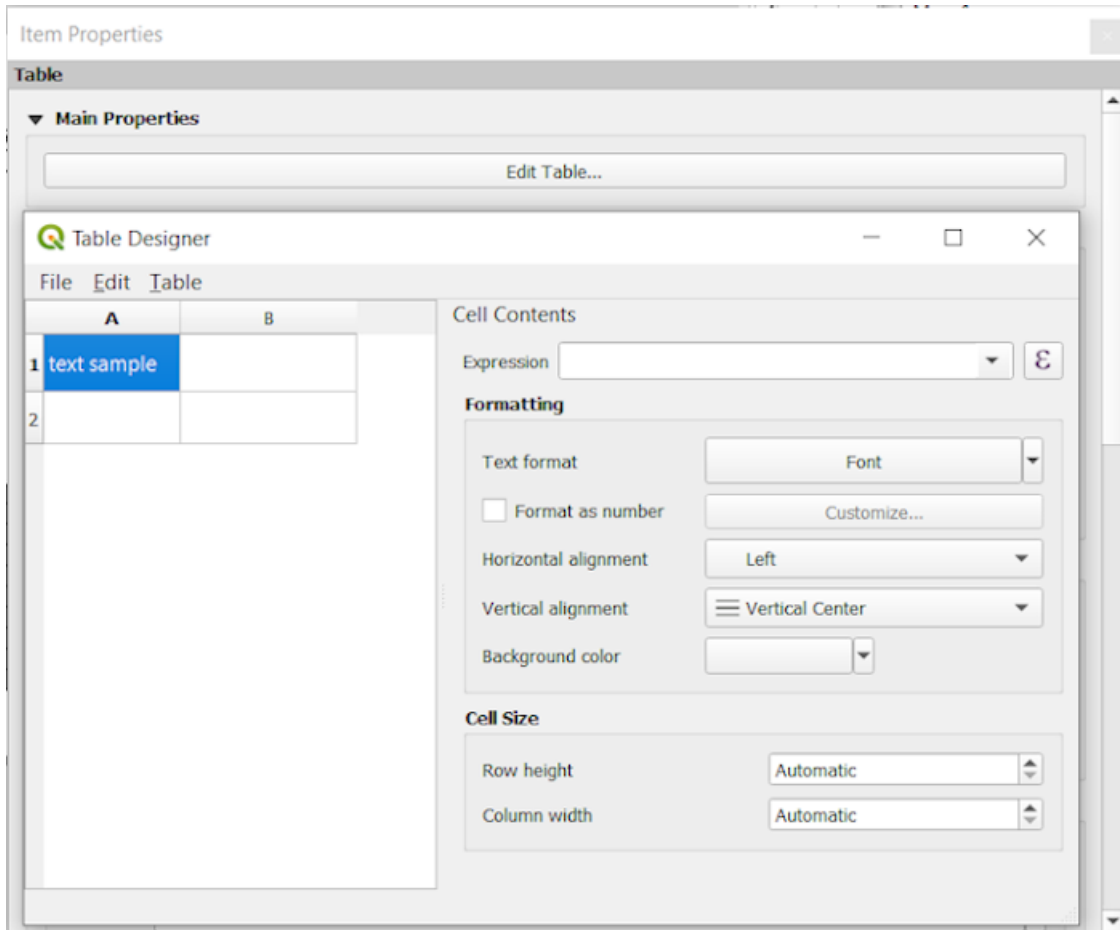 Item Properties
Table
Main Properties
Edit Table...
Table Designer
File Edit Table
A B
1 text sample
2
Cell Contents
Expression ε
Formatting
Text format Font
Format as number Customize...
Horizontal alignment Left
Vertical alignment Vertical Center
Background color
Cell Size
Row height Automatic
Column width Automatic